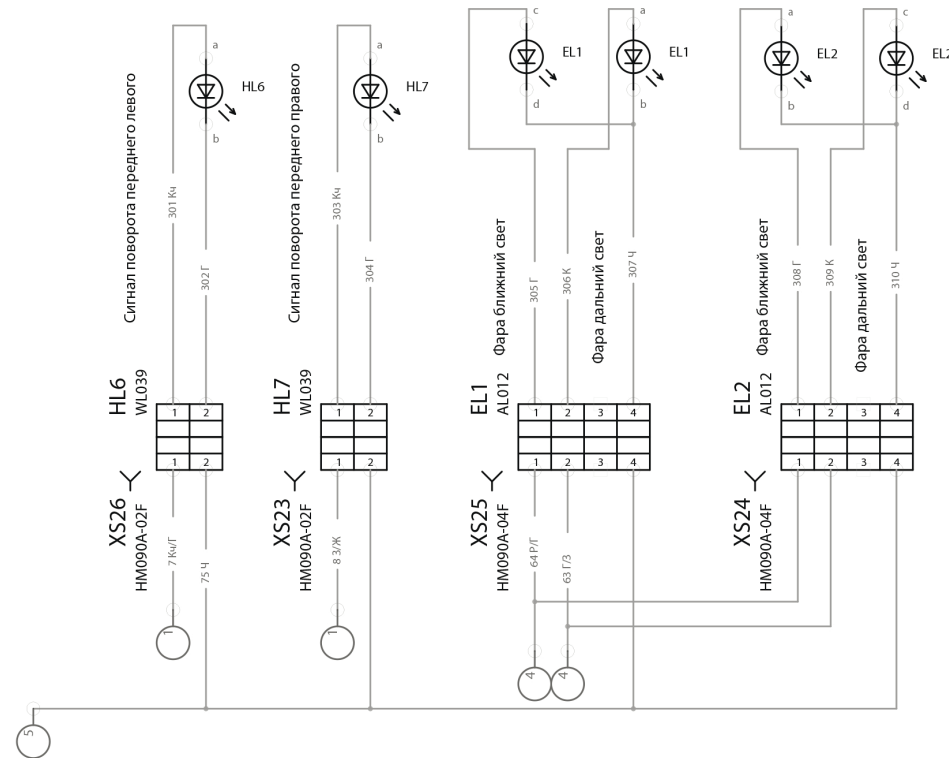 c
a
a
c
EL1
EL1
EL2
EL2
d
b
b
d
a
a
HL6
HL7
b
b
Сигнал поворота переднего левого
301 Кч
302 Г
Сигнал поворота переднего правого
303 Кч
304 Г
Фара ближний свет
305 Г
306 К
Фара дальний свет
307 Ч
Фара ближний свет
308 Г
309 К
Фара дальний свет
310 Ч
HL6
WL039
HL7
WL039
EL1
AL012
EL2
AL012
1 2
1 2
1 2 3 4
1 2 3 4
1 2
1 2
1 2 3 4
1 2 3 4
XS26
HM090A-02F
XS23
HM090A-02F
XS25
HM090A-04F
XS24
HM090A-04F
7 Кч/Г
75 Ч
8 З/Ж
64 Р/Г
63 Г/З
1
1
4
4
5